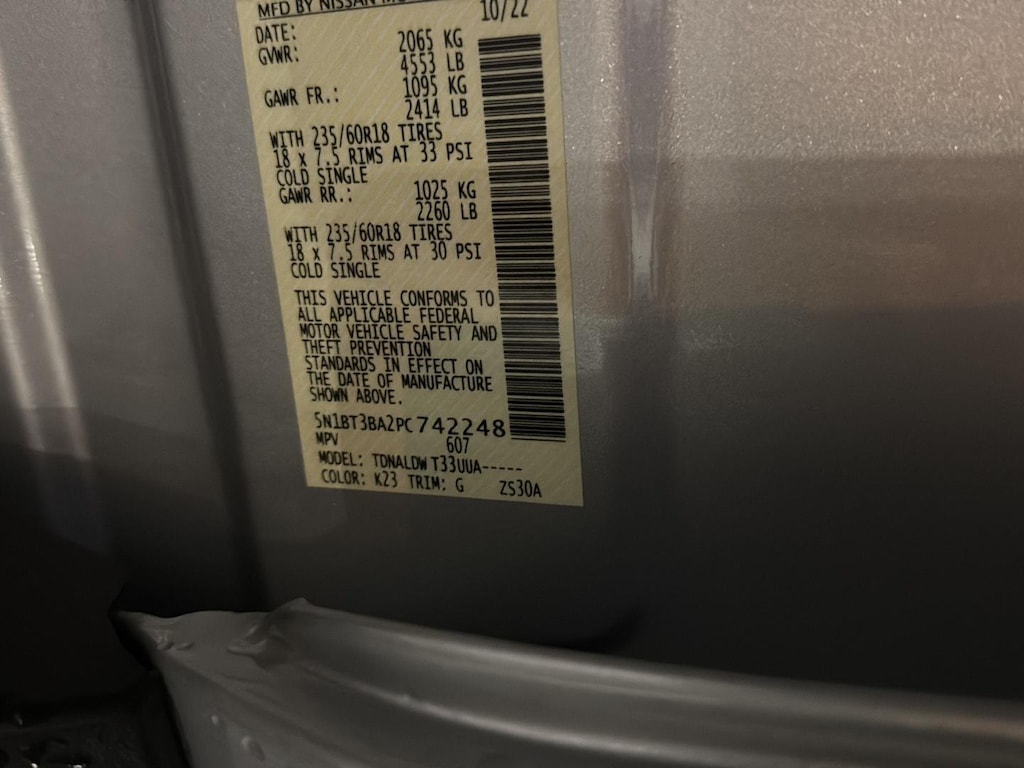 MFD BY NISSAN
DATE: 10/22
GVWR: 2065 KG
4553 LB
GAWR FR.: 1095 KG
2414 LB
WITH 235/60R18 TIRES
18 x 7.5 RIMS AT 33 PSI
COLD SINGLE
GAWR RR.: 1025 KG
2260 LB
WITH 235/60R18 TIRES
18 x 7.5 RIMS AT 30 PSI
COLD SINGLE
THIS VEHICLE CONFORMS TO
ALL APPLICABLE FEDERAL
MOTOR VEHICLE SAFETY AND
THEFT PREVENTION
STANDARDS IN EFFECT ON
THE DATE OF MANUFACTURE
SHOWN ABOVE.
5N1BT3BA2PC742248
MPV 607
MODEL: TDNALDW T33UUA-----
COLOR: K23 TRIM: G ZS30A